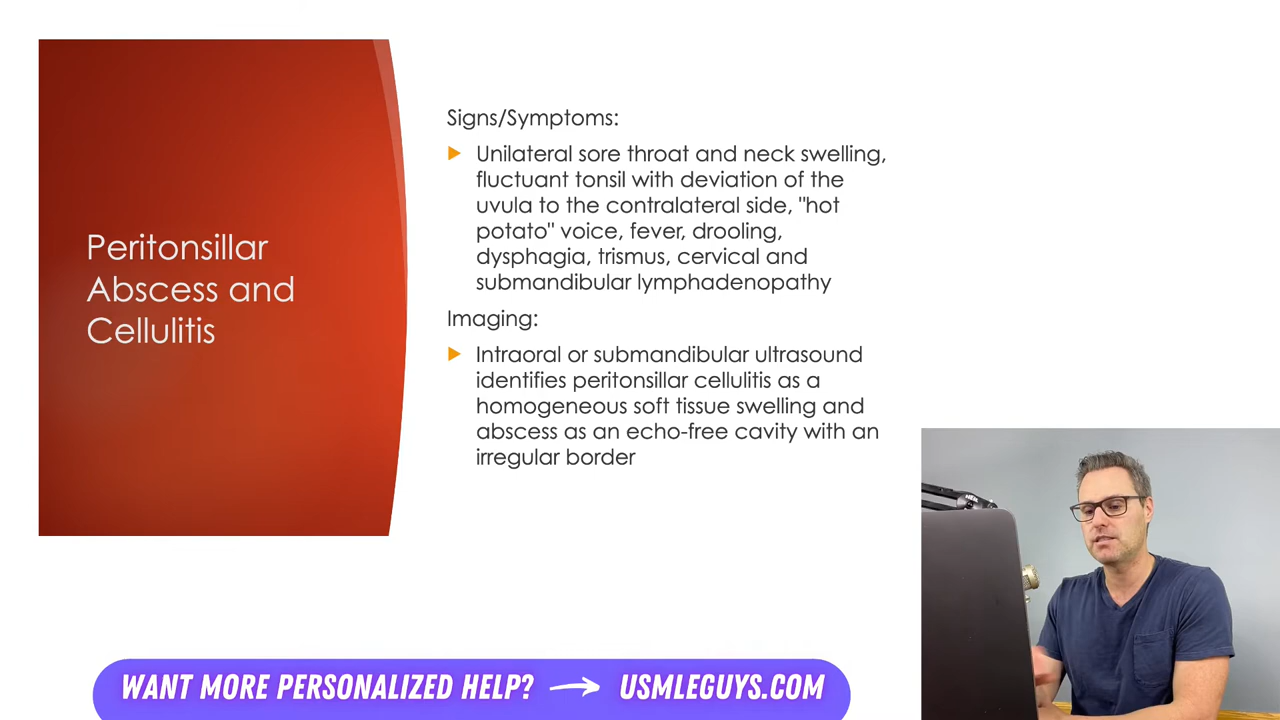 Peritonsillar
Abscess and
Cellulitis
Signs/Symptoms:
Unilateral sore throat and neck swelling,
fluctuant tonsil with deviation of the
uvula to the contralateral side, "hot
potato" voice, fever, drooling,
dysphagia, trismus, cervical and
submandibular lymphadenopathy
Imaging:
Intraoral or submandibular ultrasound
identifies peritonsillar cellulitis as a
homogeneous soft tissue swelling and
abscess as an echo-free cavity with an
irregular border
WANT MORE PERSONALIZED HELP? → USMLEGUYS.COM